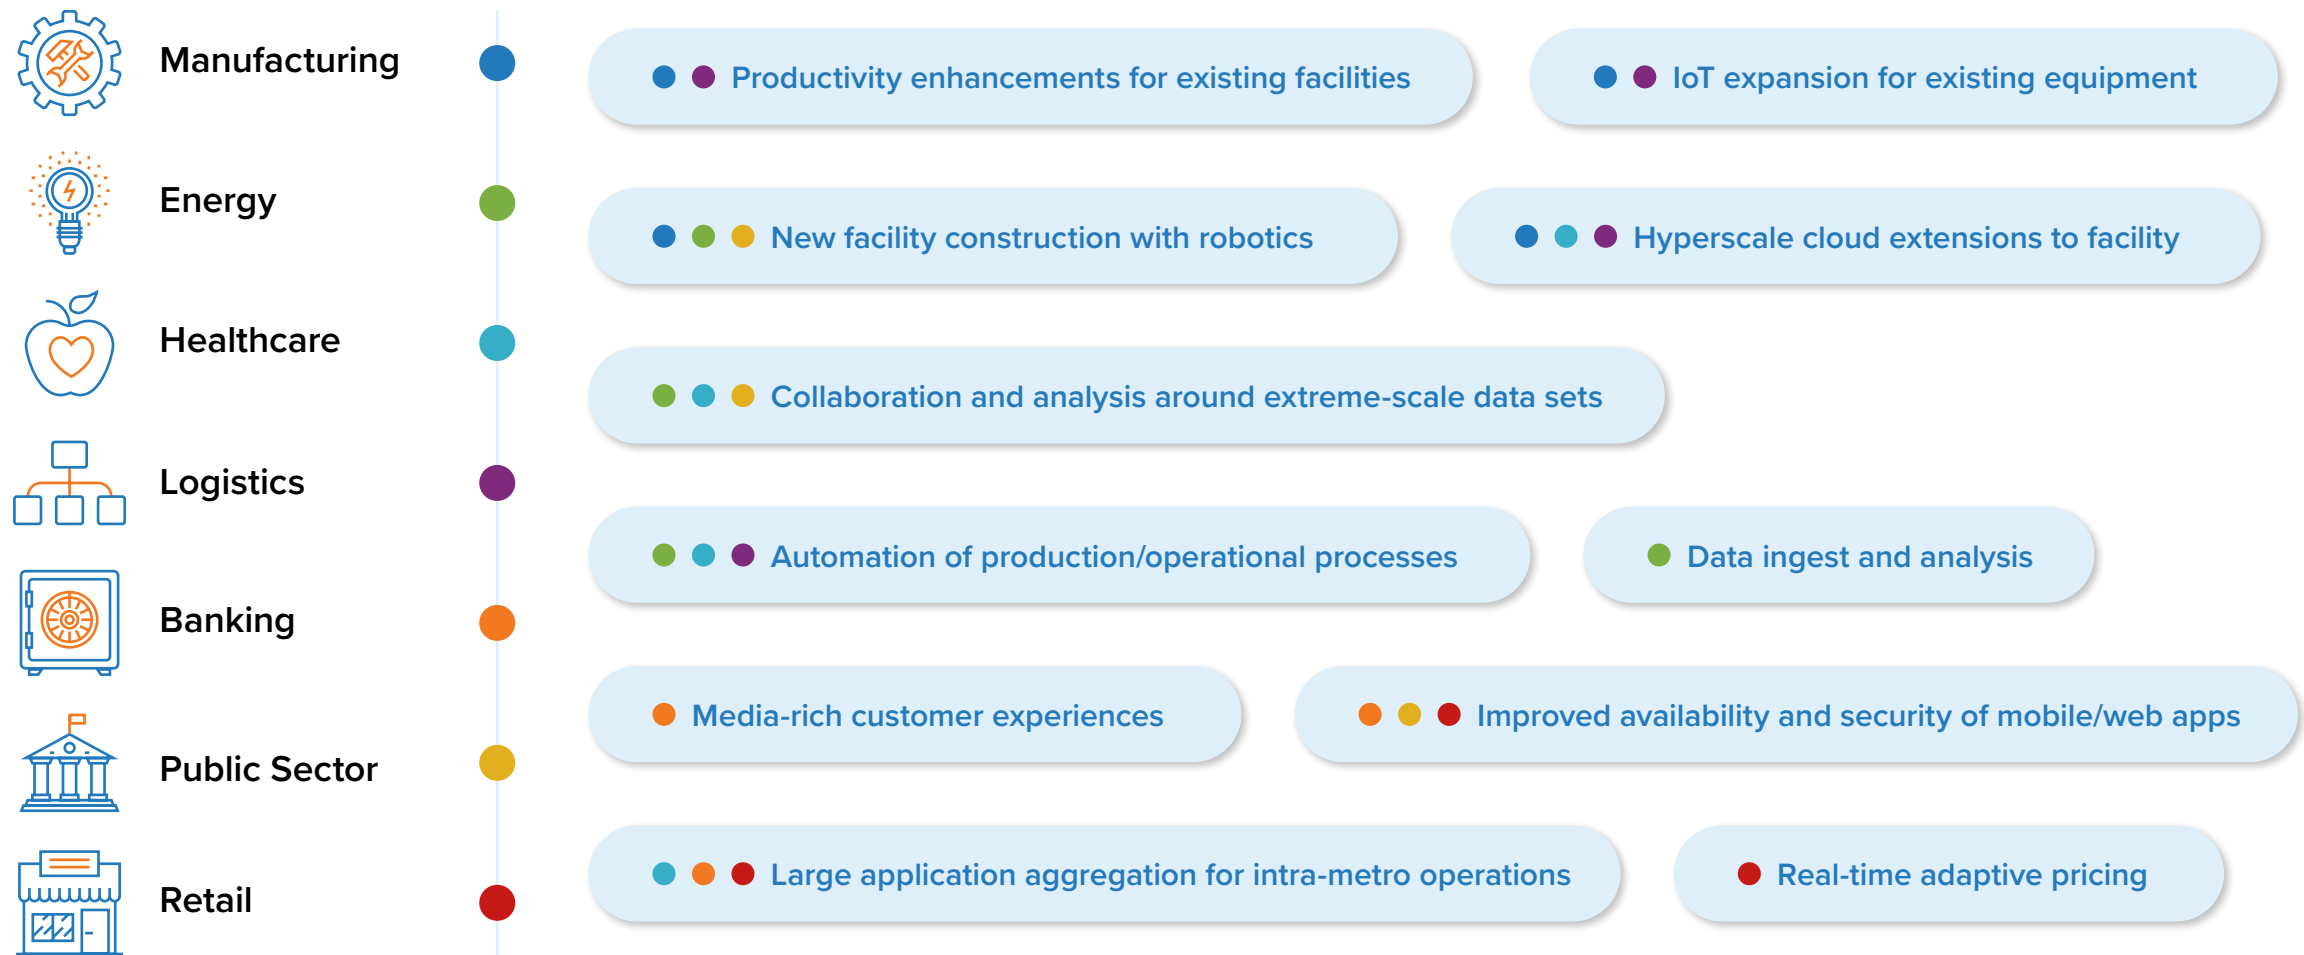 Manufacturing
Energy
Healthcare
Logistics
Banking
Public Sector
Retail
Productivity enhancements for existing facilities
IoT expansion for existing equipment
New facility construction with robotics
Hyperscale cloud extensions to facility
Collaboration and analysis around extreme-scale data sets
Automation of production/operational processes
Data ingest and analysis
Media-rich customer experiences
Improved availability and security of mobile/web apps
Large application aggregation for intra-metro operations
Real-time adaptive pricing